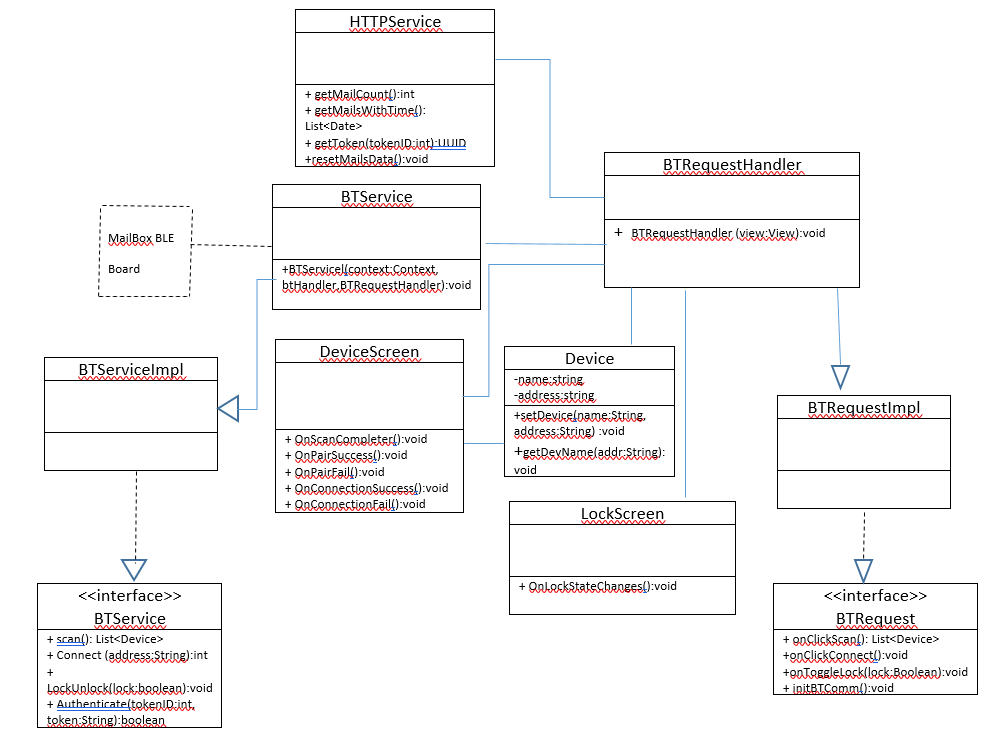 HTTPService
+ getMailCount():int
+ getMailsWithTime():
List<Date>
+ getToken(tokenID:int):UUID
+resetMailsData():void
BTRequestHandler
+ BTRequestHandler (view:View):void
BTService
+BTServiceI(context:Context,
btHandler,BTRequestHandler):void
MailBox BLE
Board
DeviceScreen
+ OnScanCompleter():void
+ OnPairSuccess():void
+ OnPairFail():void
+ OnConnectionSuccess():void
+ OnConnectionFail():void
Device
-name:string,
-address:string,
+setDevice(name:String,
address:String) :void
+getDevName(addr:String):
void
BTServiceImpl
BTRequestImpl
LockScreen
+ OnLockStateChanges():void
<<interface>>
BTService
+ scan(): List<Device>
+ Connect (address:String):int
+
LockUnlock(lock:boolean):void
+ Authenticate(tokenID:int,
token:String):boolean
<<interface>>
BTRequest
+ onClickScan(): List<Device>
+onClickConnect():void
+onToggleLock(lock:Boolean):void
+ initBTComm():void